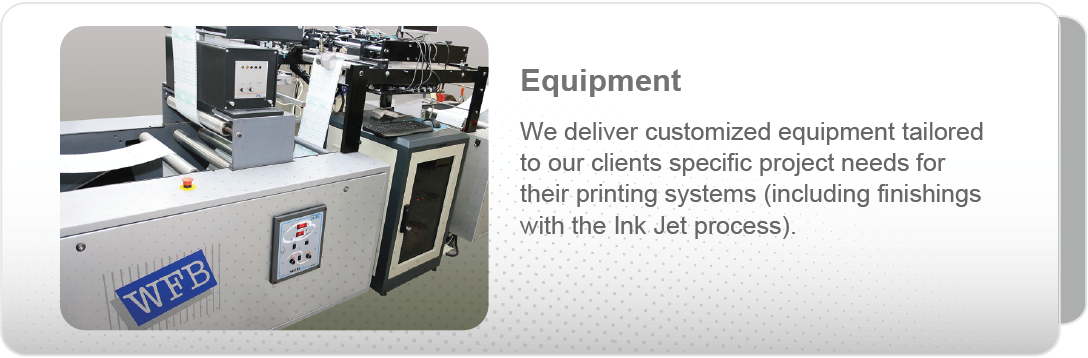 WFB
Equipment
We deliver customized equipment tailored
to our clients specific project needs for
their printing systems (including finishings
with the Ink Jet process).